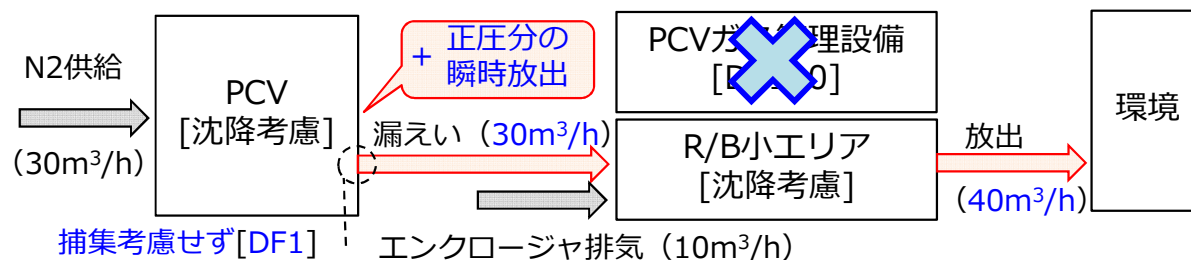 N2供給
（30m³/h）
PCV
[沈降考慮]
捕集考慮せず[DF1]
+ 正圧分の
瞬時放出
漏えい（30m³/h）
エンクロージャ排気（10m³/h）
PCVガ 理設備
[D 0]
R/B小エリア
[沈降考慮]
放出
（40m³/h）
環境